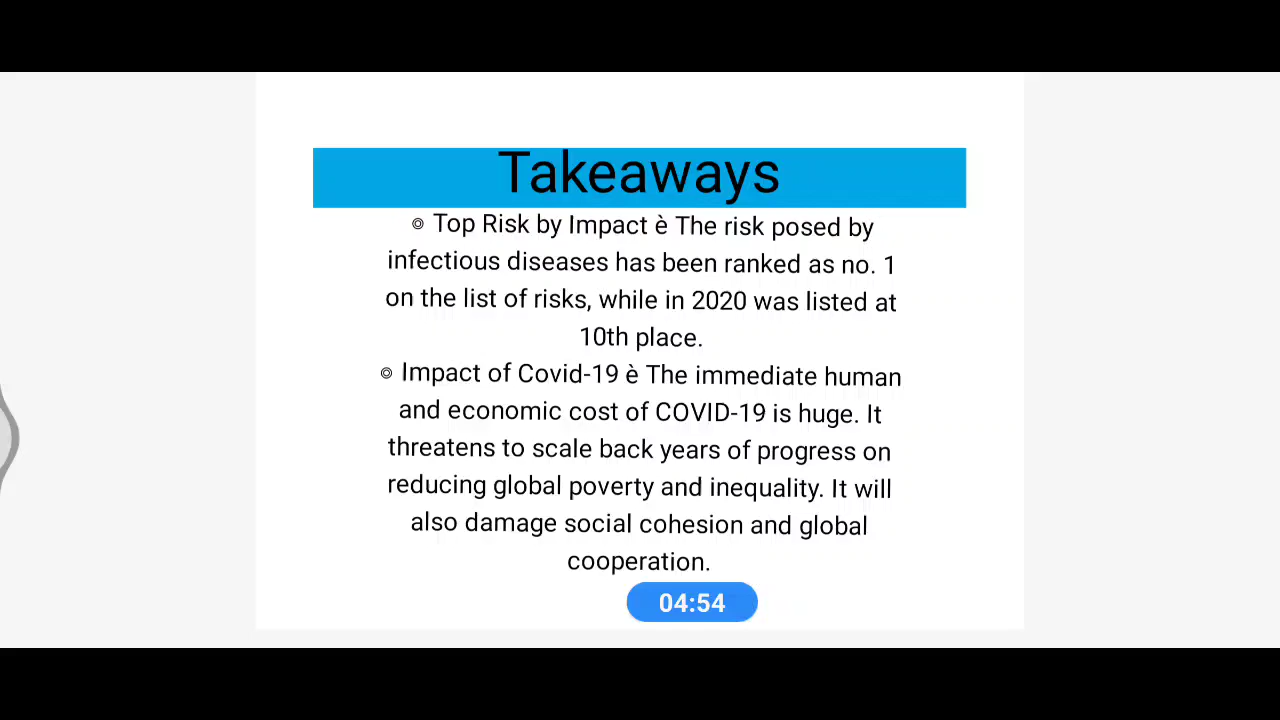 Takeaways
◎ Top Risk by Impact è The risk posed by
infectious diseases has been ranked as no. 1
on the list of risks, while in 2020 was listed at
10th place.
◎ Impact of Covid-19 è The immediate human
and economic cost of COVID-19 is huge. It
threatens to scale back years of progress on
reducing global poverty and inequality. It will
also damage social cohesion and global
cooperation.
04:54